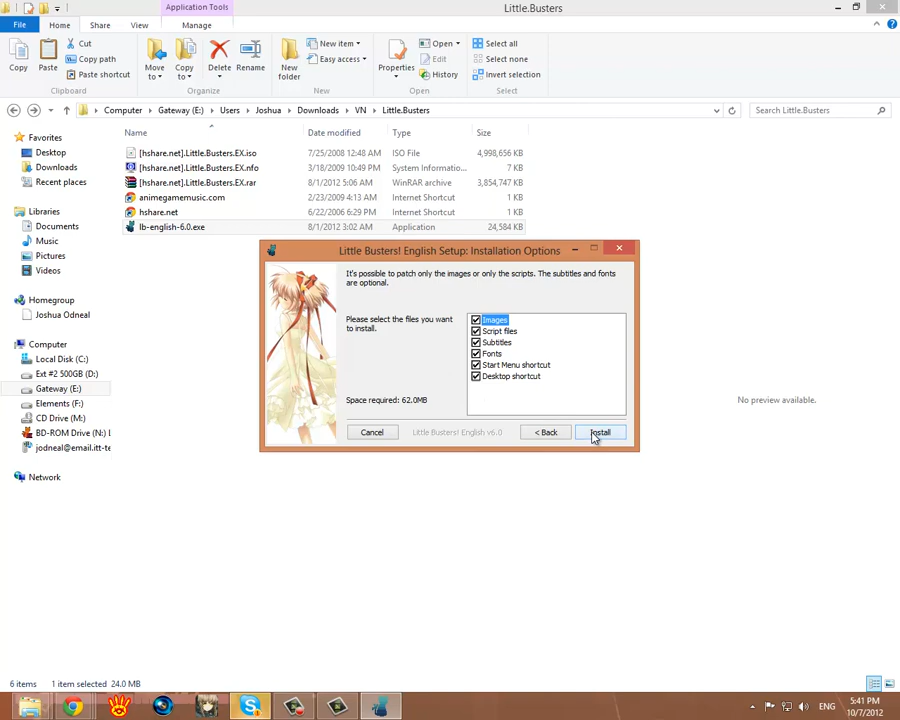 Application Tools
Little.Busters
File Home Share View Manager
Copy Paste Cut Copy path Paste shortcut
Move to Copy to Delete Rename New folder New item Easy access
Properties Open Edit History Select all Select none Invert selection
Clipboard Organize New Open Select
Computer Gateway (E:) Users Joshua Downloads VN Little.Busters
Search Little.Busters
Name Date modified Type Size
[hshare.net].Little.Busters.EX.iso 7/25/2008 12:48 AM ISO File 4,998,656 KB
[hshare.net].Little.Busters.EX.nfo 3/18/2009 10:49 PM System Informatio... 7 KB
[hshare.net].Little.Busters.EX.rar 8/1/2012 5:06 AM WinRAR archive 3,854,747 KB
animegamemusic.com 2/23/2009 4:13 AM Internet Shortcut 1 KB
hshare.net 6/22/2006 6:29 PM Internet Shortcut 1 KB
lb-english-6.0.exe 8/1/2012 3:02 AM Application 24,584 KB
Favorites
Desktop
Downloads
Recent places
Libraries
Documents
Music
Pictures
Videos
Homegroup
Joshua Odneal
Computer
Local Disk (C:)
Ext #2 500GB (D:)
Gateway (E:)
Elements (F:)
CD Drive (M:)
BD-ROM Drive (N:) L
jodneal@email.itt-te
Network
Little Busters! English Setup: Installation Options
It's possible to patch only the images or only the scripts. The subtitles and fonts
are optional.
Please select the files you want
to install.
Images
Script files
Subtitles
Fonts
Start Menu shortcut
Desktop shortcut
Space required: 62.0MB
Cancel Little Busters! English v6.0 < Back Install
No preview available.
6 items 1 item selected 24.0 MB
ENG
5:41 PM
10/7/2012